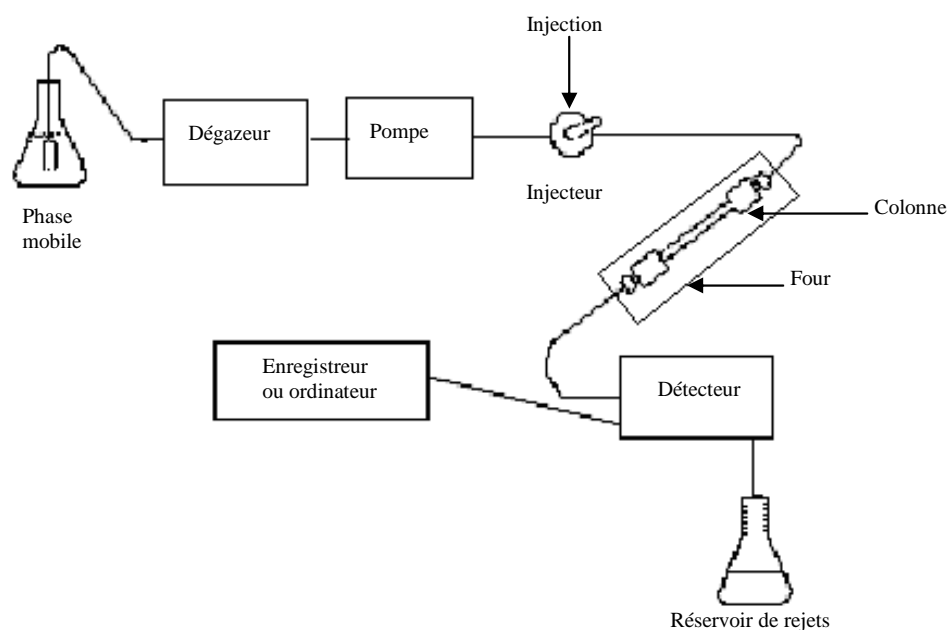 Injection
Dégazeur
Pompe
Injecteur
Phase
mobile
Colonne
Four
Enregistreur
ou ordinateur
Détecteur
Réservoir de rejets